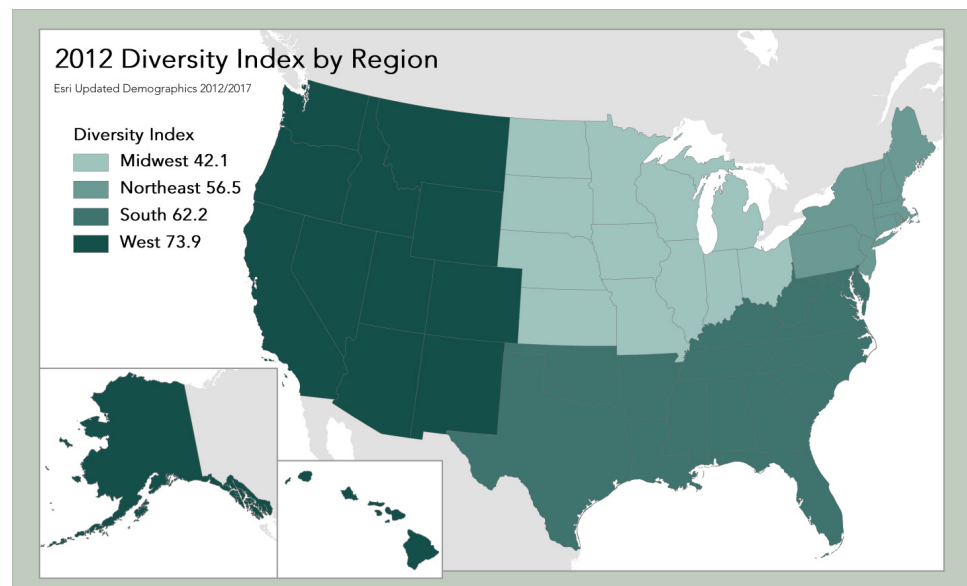 2012 Diversity Index by Region
Esri Updated Demographics 2012/2017
Diversity Index
Midwest 42.1
Northeast 56.5
South 62.2
West 73.9